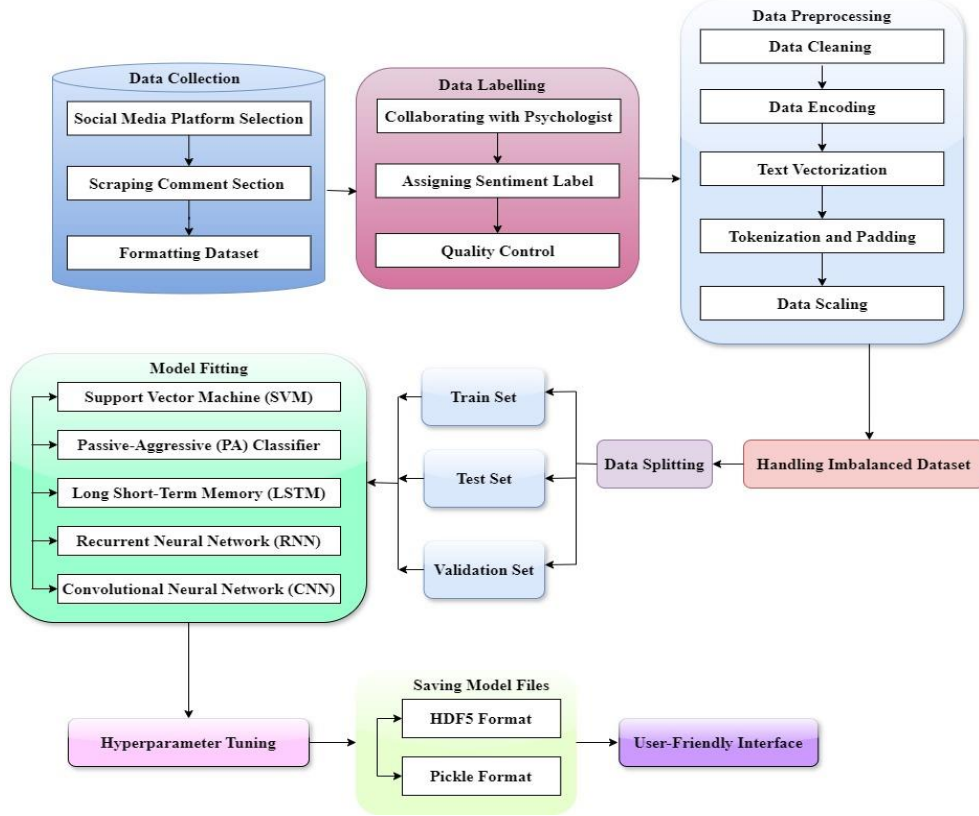 Data Collection
Social Media Platform Selection
Scraping Comment Section
Formatting Dataset
Data Labelling
Collaborating with Psychologist
Assigning Sentiment Label
Quality Control
Data Preprocessing
Data Cleaning
Data Encoding
Text Vectorization
Tokenization and Padding
Data Scaling
Handling Imbalanced Dataset
Data Splitting
Train Set
Test Set
Validation Set
Model Fitting
Support Vector Machine (SVM)
Passive-Aggressive (PA) Classifier
Long Short-Term Memory (LSTM)
Recurrent Neural Network (RNN)
Convolutional Neural Network (CNN)
Hyperparameter Tuning
Saving Model Files
HDF5 Format
Pickle Format
User-Friendly Interface